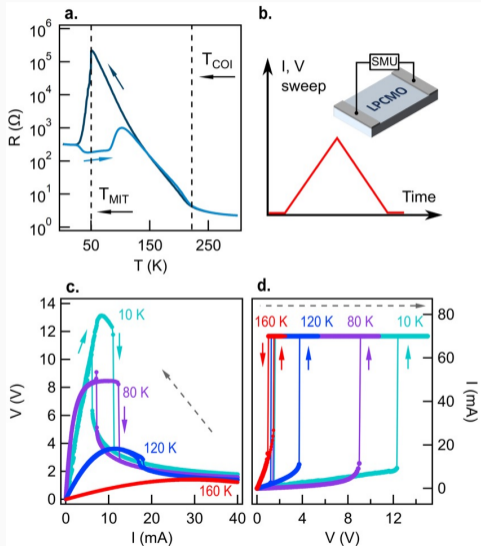 a.
R (Ω)
10⁶
10⁵
10⁴
10³
10²
10¹
10⁰
T_COI
T_MIT
50
150
250
T (K)
b.
I, V
sweep
SMU
LPCMO
Time
c.
V (V)
14
12
10
8
6
4
2
0
10 K
80 K
120 K
160 K
0
10
20
30
40
I (mA)
d.
160 K
120 K
80 K
10 K
80
60
40
20
0
I (mA)
0
4
8
12
V (V)